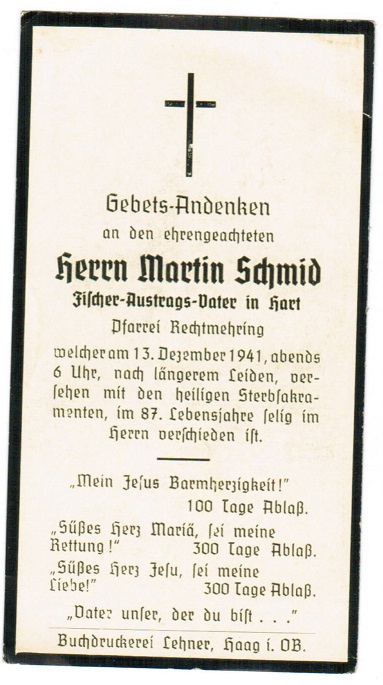 Gebets-Andenken
an den ehrengeachteten
Herrn Martin Schmid
Fischer-Austrags-Vater in Hart
Pfarrei Rechtmehring
welcher am 13. Dezember 1941, abends
6 Uhr, nach längerem Leiden, ver-
sehen mit den heiligen Sterbsakra-
menten, im 87. Lebensjahre selig im
Herrn verschieden ist.
„Mein Jesus Barmherzigkeit!"
100 Tage Ablaß.
„Süßes Herz Mariä, sei meine
Rettung!" 300 Tage Ablaß.
„Süßes Herz Jesu, sei meine
Liebe!" 300 Tage Ablaß.
„Vater unser, der du bist . . ."
Buchdruckerei Lehner, Haag i. OB.